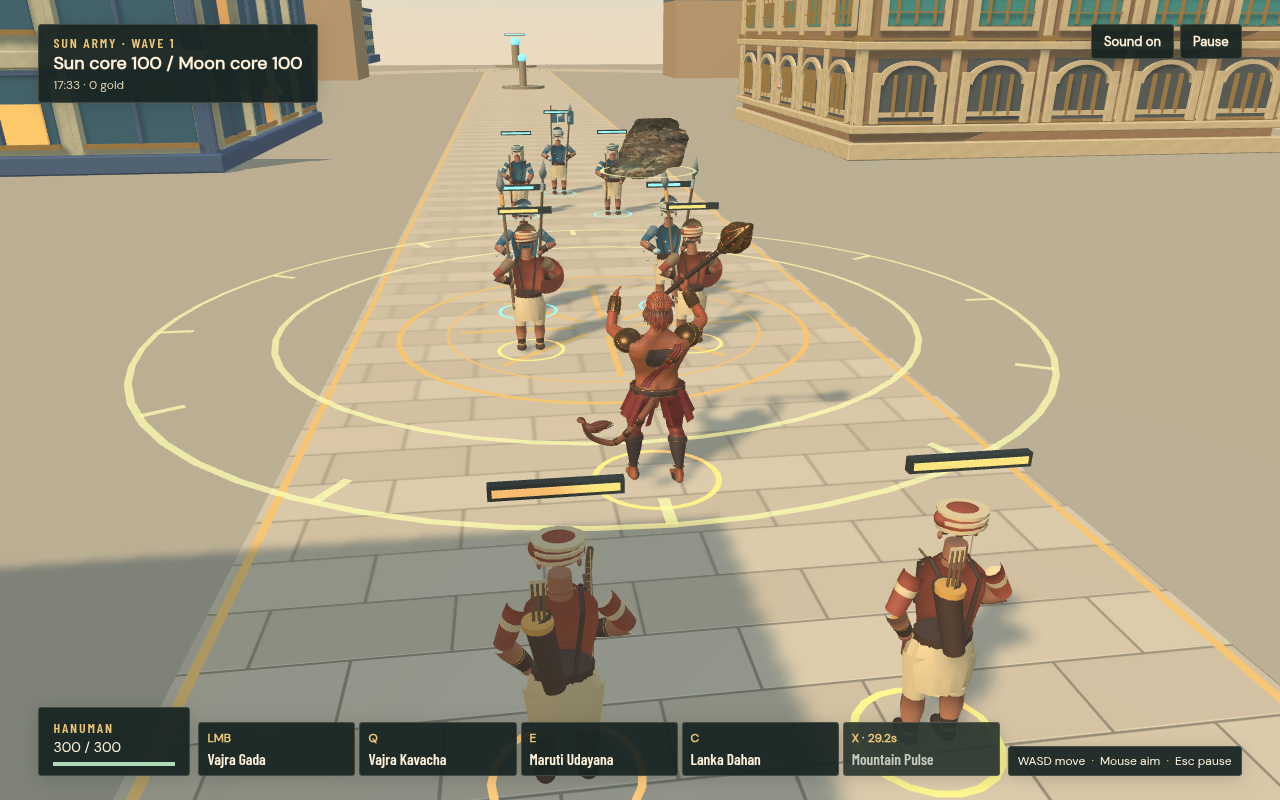 SUN ARMY · WAVE 1
Sun core 100 / Moon core 100
17:33 · 0 gold
Sound on
Pause
HANUMAN
300 / 300
LMB
Vajra Gada
Q
Vajra Kavacha
E
Maruti Udayana
C
Lanka Dahan
X · 29.2s
Mountain Pulse
WASD move · Mouse aim · Esc pause